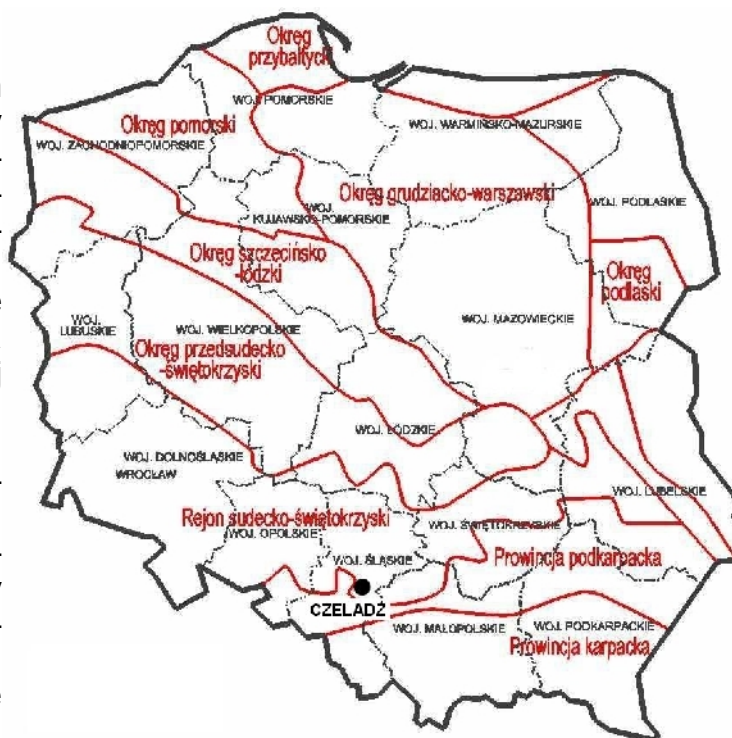 Okręg
przybałtycki
WOJ. POMORSKIE
Okręg pomorski
WOJ. ZACHODNIOPOMORSKIE
WOJ. WARMIŃSKO-MAZURSKIE
Okręg grudziącko-warszawski
WOJ.
KUJAWSKO-POMORSKIE
WOJ. PODLASKIE
Okręg szczecińsko
-łódzki
Okręg
podlaski
WOJ.
LUBUSKIE
WOJ. WIELKOPOLSKIE
WOJ. MAZOWIECKIE
Okręg przedsudecko
-świętokrzyski
WOJ. ŁÓDZKIE
WOJ. DOLNOŚLĄSKIE
WROCŁAW
WOJ. LUBELSKIE
Rejon sudecko-świętokrzyski
WOJ. OPOLSKIE
WOJ. ŚWIĘTOKRZYSKIE
WOJ. ŚLĄSKIE
Prowincja podkarpacka
CZELADŹ
WOJ. MAŁOPOLSKIE
WOJ. PODKARPACKIE
Prowincja karpacka